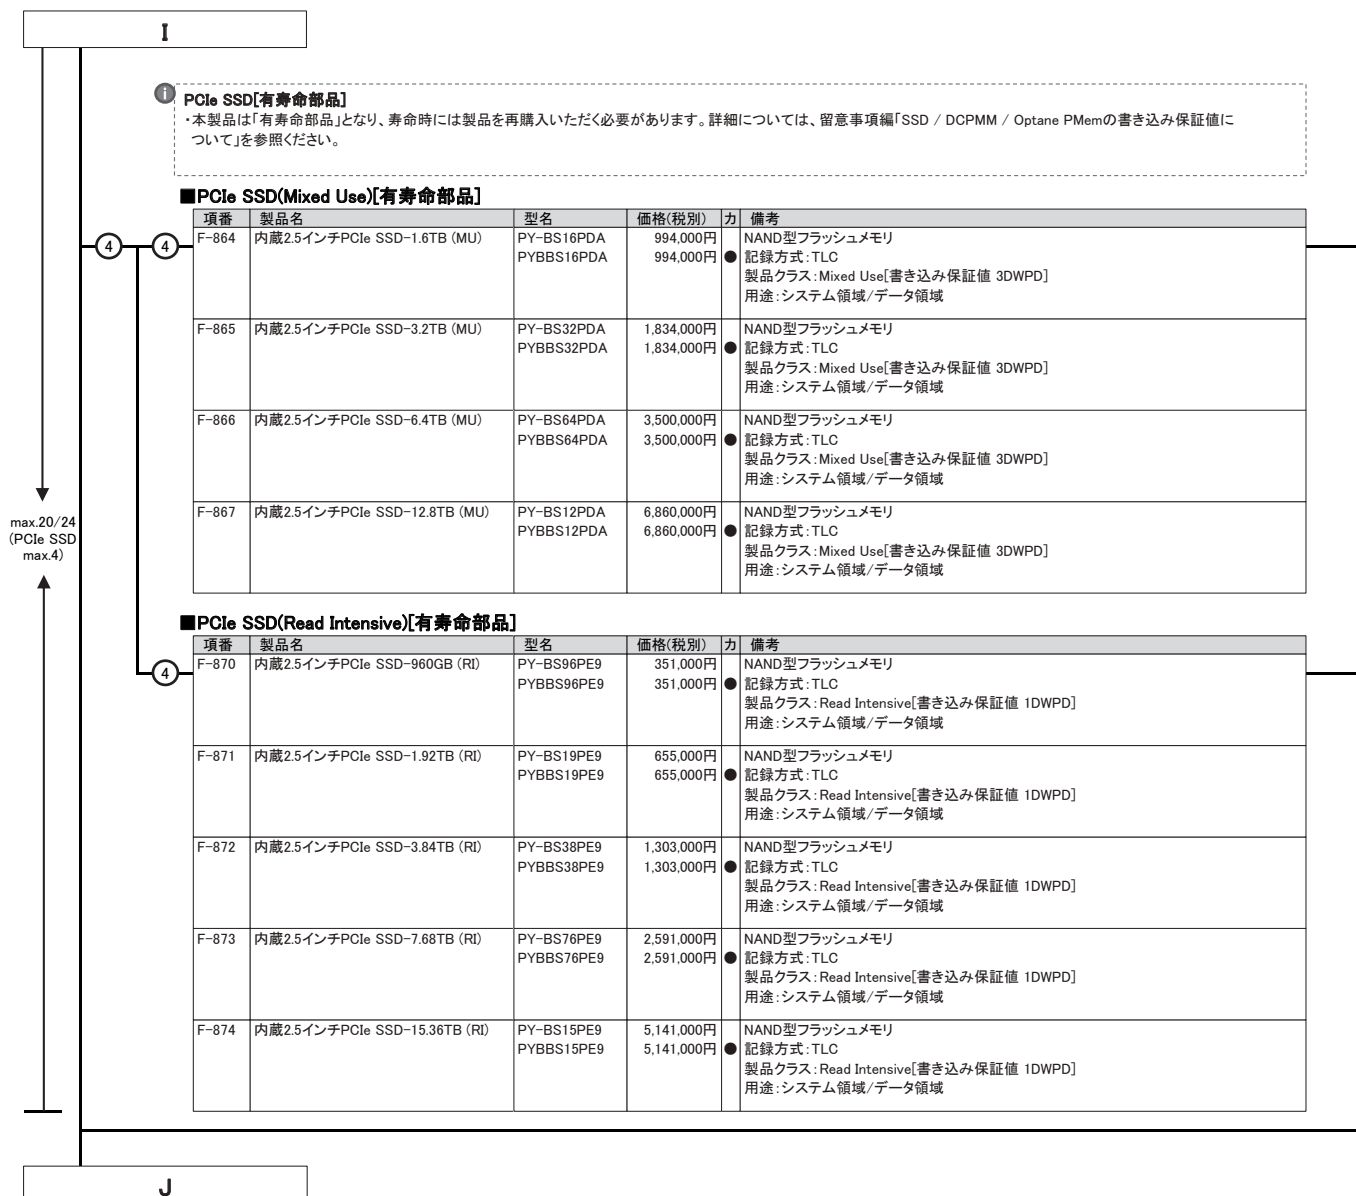 I
PCIe SSD[有寿命部品]
・本製品は「有寿命部品」となり、寿命時には製品を再購入いただく必要があります。詳細については、留意事項編「SSD / DCPMM / Optane PMemの書き込み保証値に
ついて」を参照ください。
■PCIe SSD(Mixed Use)[有寿命部品]
項番 製品名 型名 価格(税別) カ 備考
④ ④ F-864 内蔵2.5インチPCIe SSD-1.6TB (MU) PY-BS16PDA 994,000円 NAND型フラッシュメモリ
PYBBS16PDA 994,000円 ● 記録方式:TLC
製品クラス:Mixed Use[書き込み保証値 3DWPD]
用途:システム領域/データ領域
F-865 内蔵2.5インチPCIe SSD-3.2TB (MU) PY-BS32PDA 1,834,000円 NAND型フラッシュメモリ
PYBBS32PDA 1,834,000円 ● 記録方式:TLC
製品クラス:Mixed Use[書き込み保証値 3DWPD]
用途:システム領域/データ領域
F-866 内蔵2.5インチPCIe SSD-6.4TB (MU) PY-BS64PDA 3,500,000円 NAND型フラッシュメモリ
PYBBS64PDA 3,500,000円 ● 記録方式:TLC
製品クラス:Mixed Use[書き込み保証値 3DWPD]
用途:システム領域/データ領域
F-867 内蔵2.5インチPCIe SSD-12.8TB (MU) PY-BS12PDA 6,860,000円 NAND型フラッシュメモリ
PYBBS12PDA 6,860,000円 ● 記録方式:TLC
製品クラス:Mixed Use[書き込み保証値 3DWPD]
用途:システム領域/データ領域
max.20/24
(PCIe SSD
max.4)
■PCIe SSD(Read Intensive)[有寿命部品]
項番 製品名 型名 価格(税別) カ 備考
④ F-870 内蔵2.5インチPCIe SSD-960GB (RI) PY-BS96PE9 351,000円 NAND型フラッシュメモリ
PYBBS96PE9 351,000円 ● 記録方式:TLC
製品クラス:Read Intensive[書き込み保証値 1DWPD]
用途:システム領域/データ領域
F-871 内蔵2.5インチPCIe SSD-1.92TB (RI) PY-BS19PE9 655,000円 NAND型フラッシュメモリ
PYBBS19PE9 655,000円 ● 記録方式:TLC
製品クラス:Read Intensive[書き込み保証値 1DWPD]
用途:システム領域/データ領域
F-872 内蔵2.5インチPCIe SSD-3.84TB (RI) PY-BS38PE9 1,303,000円 NAND型フラッシュメモリ
PYBBS38PE9 1,303,000円 ● 記録方式:TLC
製品クラス:Read Intensive[書き込み保証値 1DWPD]
用途:システム領域/データ領域
F-873 内蔵2.5インチPCIe SSD-7.68TB (RI) PY-BS76PE9 2,591,000円 NAND型フラッシュメモリ
PYBBS76PE9 2,591,000円 ● 記録方式:TLC
製品クラス:Read Intensive[書き込み保証値 1DWPD]
用途:システム領域/データ領域
F-874 内蔵2.5インチPCIe SSD-15.36TB (RI) PY-BS15PE9 5,141,000円 NAND型フラッシュメモリ
PYBBS15PE9 5,141,000円 ● 記録方式:TLC
製品クラス:Read Intensive[書き込み保証値 1DWPD]
用途:システム領域/データ領域
J